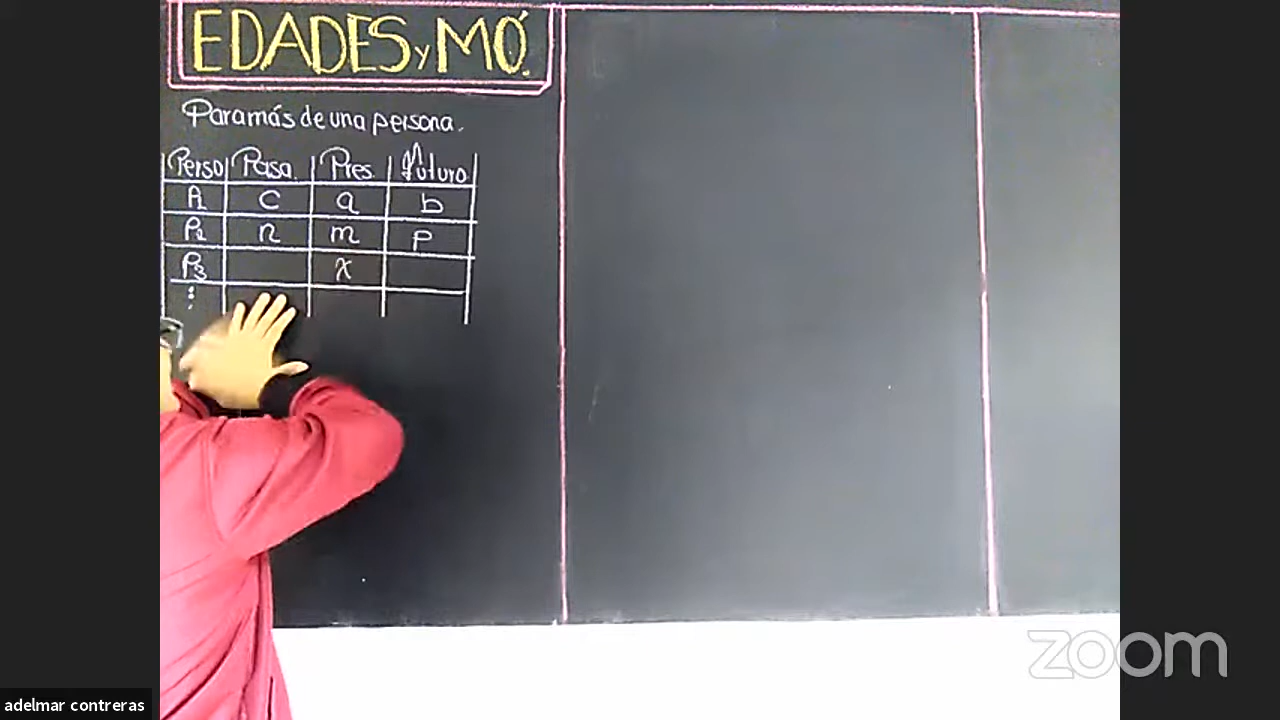 EDADES y MÓ.
Para más de una persona.
Perso Pasa. Pres. Futuro
P1 c a b
P2 n m p
P3 x
⋮
zoom
adelmar contreras